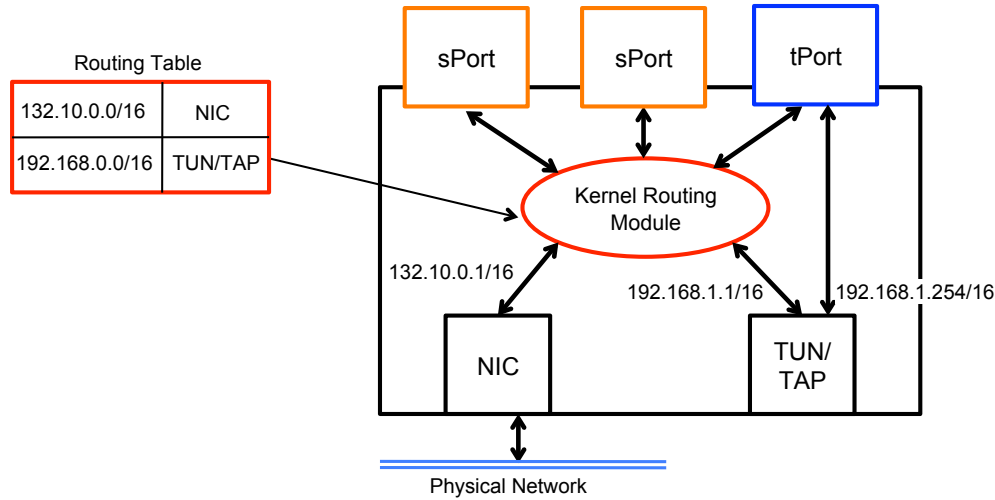 sPort
sPort
tPort
Routing Table
132.10.0.0/16
NIC
192.168.0.0/16
TUN/TAP
Kernel Routing
Module
132.10.0.1/16
192.168.1.1/16
192.168.1.254/16
NIC
TUN/
TAP
Physical Network